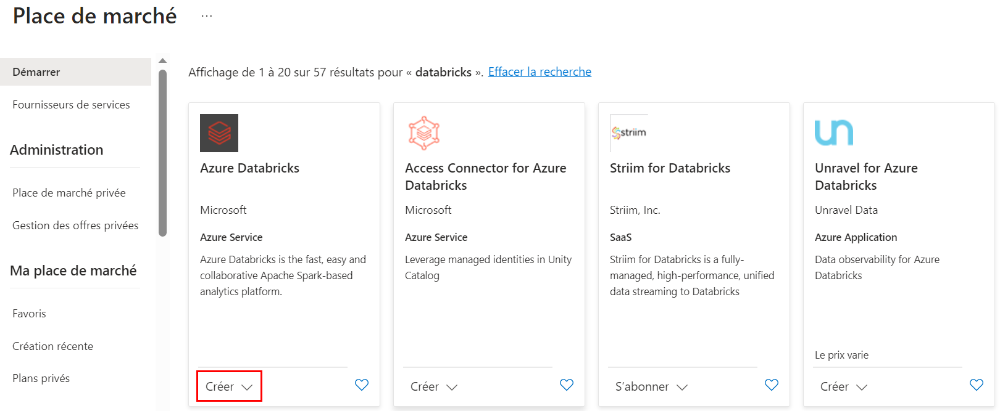 Place de marché ...
Démarrer
Fournisseurs de services
Administration
Place de marché privée
Gestion des offres privées
Ma place de marché
Favoris
Création récente
Plans privés
Affichage de 1 à 20 sur 57 résultats pour « databricks ». Effacer la recherche
Azure Databricks
Microsoft
Azure Service
Azure Databricks is the fast, easy and
collaborative Apache Spark-based
analytics platform.
Créer
Access Connector for Azure
Databricks
Microsoft
Azure Service
Leverage managed identities in Unity
Catalog
Créer
striim
Striim for Databricks
Striim, Inc.
SaaS
Striim for Databricks is a fully-
managed, high-performance, unified
data streaming to Databricks
S'abonner
un
Unravel for Azure
Databricks
Unravel Data
Azure Application
Data observability for Azure
Databricks
Le prix varie
Créer